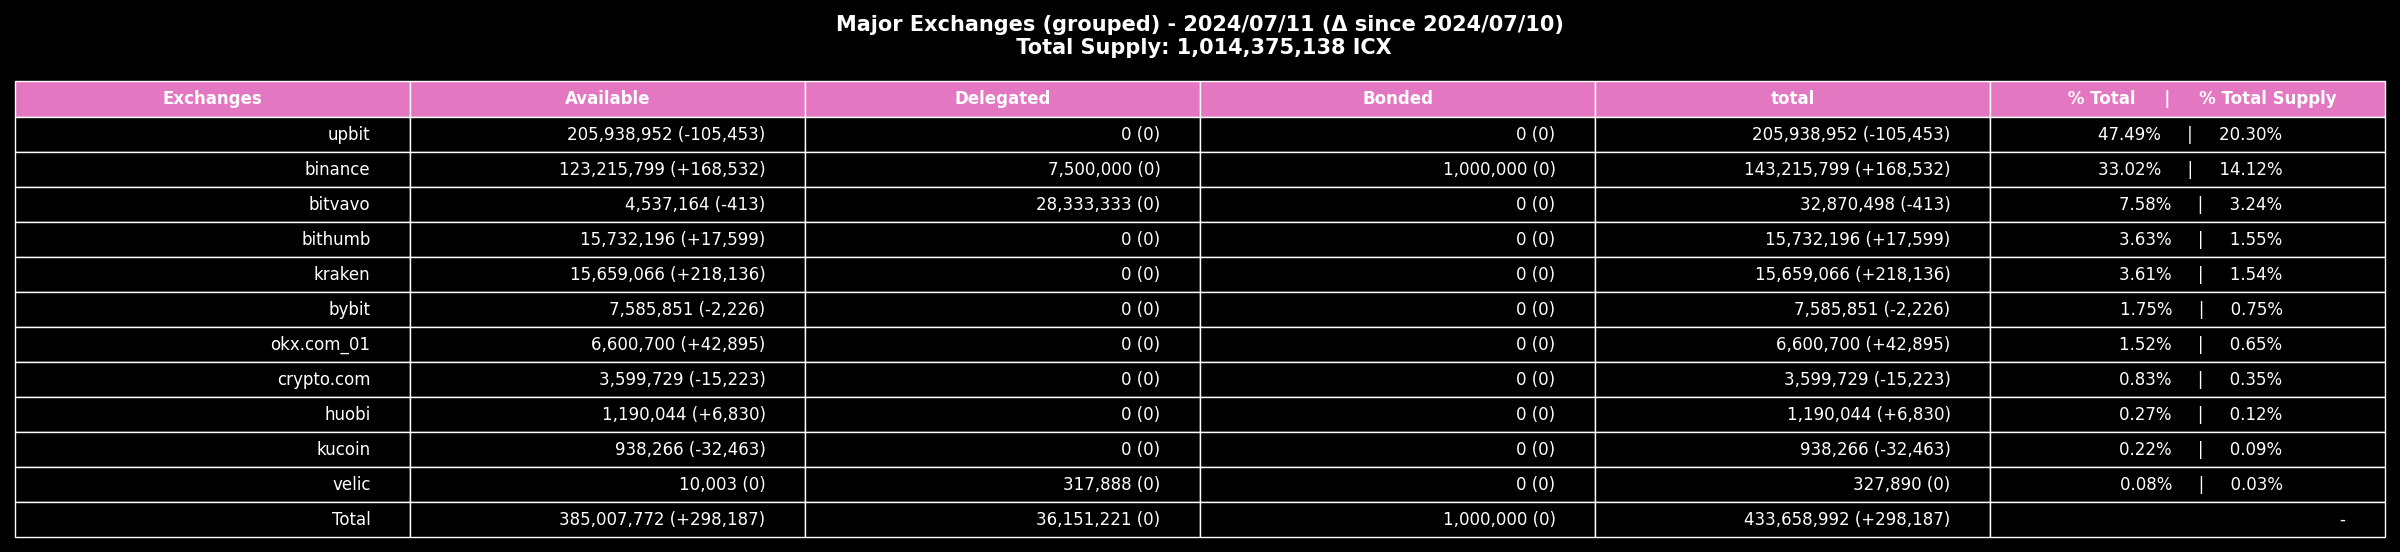 Major Exchanges (grouped) - 2024/07/11 (Δ since 2024/07/10)
Total Supply: 1,014,375,138 ICX
Exchanges Available Delegated Bonded total % Total | % Total Supply
upbit 205,938,952 (-105,453) 0 (0) 0 (0) 205,938,952 (-105,453) 47.49% | 20.30%
binance 123,215,799 (+168,532) 7,500,000 (0) 1,000,000 (0) 143,215,799 (+168,532) 33.02% | 14.12%
bitvavo 4,537,164 (-413) 28,333,333 (0) 0 (0) 32,870,498 (-413) 7.58% | 3.24%
bithumb 15,732,196 (+17,599) 0 (0) 0 (0) 15,732,196 (+17,599) 3.63% | 1.55%
kraken 15,659,066 (+218,136) 0 (0) 0 (0) 15,659,066 (+218,136) 3.61% | 1.54%
bybit 7,585,851 (-2,226) 0 (0) 0 (0) 7,585,851 (-2,226) 1.75% | 0.75%
okx.com_01 6,600,700 (+42,895) 0 (0) 0 (0) 6,600,700 (+42,895) 1.52% | 0.65%
crypto.com 3,599,729 (-15,223) 0 (0) 0 (0) 3,599,729 (-15,223) 0.83% | 0.35%
huobi 1,190,044 (+6,830) 0 (0) 0 (0) 1,190,044 (+6,830) 0.27% | 0.12%
kucoin 938,266 (-32,463) 0 (0) 0 (0) 938,266 (-32,463) 0.22% | 0.09%
velic 10,003 (0) 317,888 (0) 0 (0) 327,890 (0) 0.08% | 0.03%
Total 385,007,772 (+298,187) 36,151,221 (0) 1,000,000 (0) 433,658,992 (+298,187) -